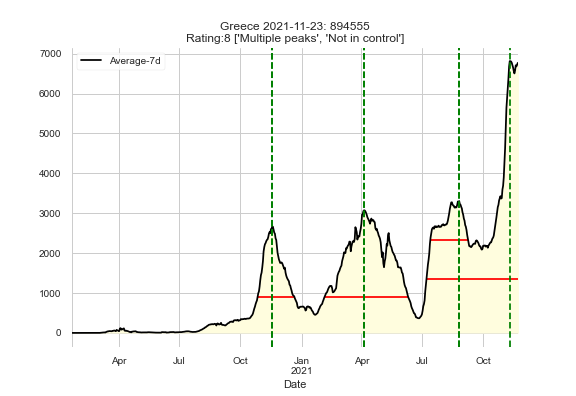 Greece 2021-11-23: 894555
Rating:8 ['Multiple peaks', 'Not in control']
Average-7d
7000
6000
5000
4000
3000
2000
1000
0
Apr Jul Oct Jan Apr Jul Oct
2021
Date